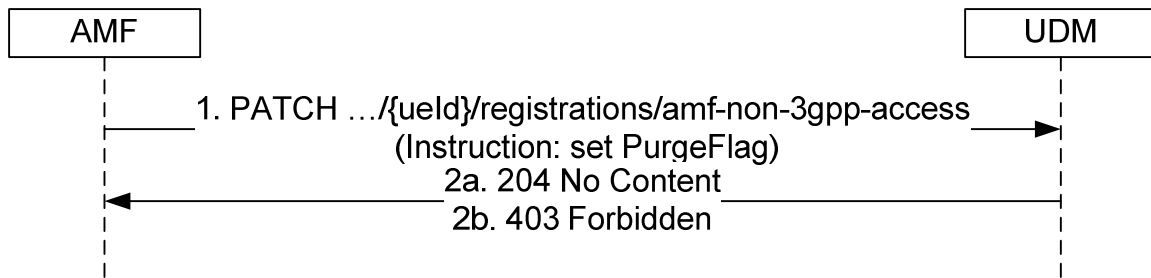 AMF
UDM
1. PATCH …/{ueId}/registrations/amf-non-3gpp-access
(Instruction: set PurgeFlag)
2a. 204 No Content
2b. 403 Forbidden